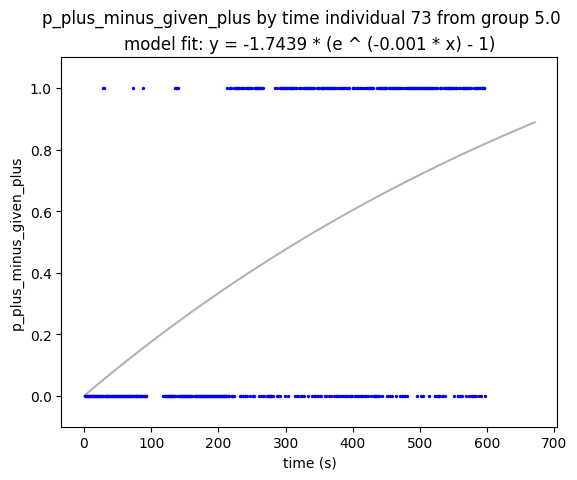 p_plus_minus_given_plus by time individual 73 from group 5.0
model fit: y = -1.7439 * (e ^ (-0.001 * x) - 1)
p_plus_minus_given_plus
1.0
0.8
0.6
0.4
0.2
0.0
0 100 200 300 400 500 600 700
time (s)